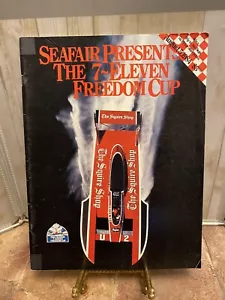 SEAFAIR PRESENTS
THE 7-ELEVEN
FREEDOM CUP
The Squire Shop
The Squire Shop
The Squire Shop
U 2